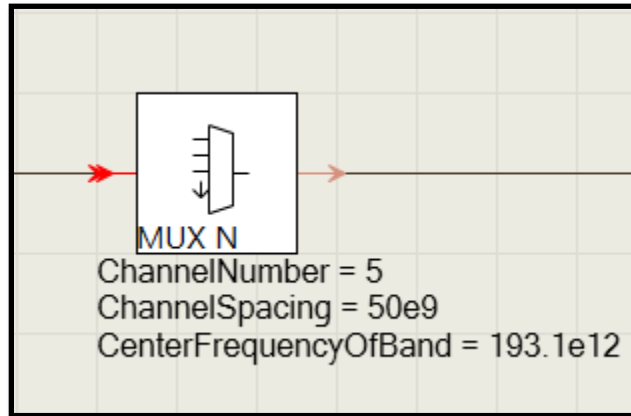 MUX N
ChannelNumber = 5
ChannelSpacing = 50e9
CenterFrequencyOfBand = 193.1e12